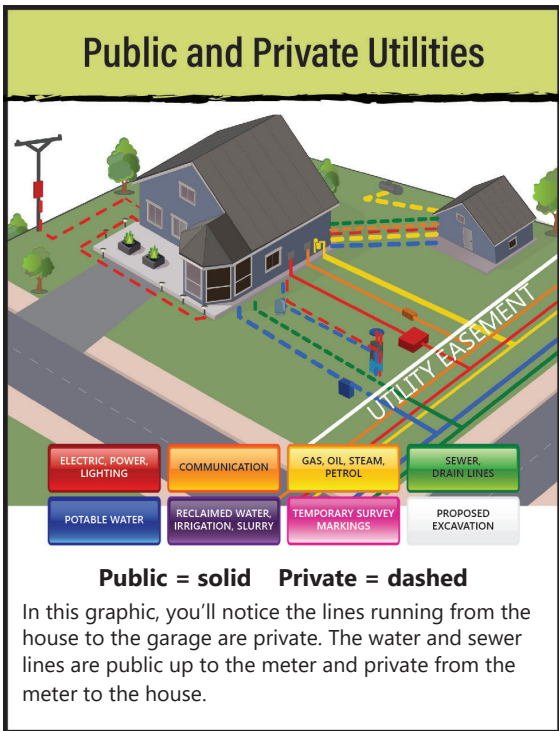 Public and Private Utilities
UTILITY EASEMENT
ELECTRIC, POWER,
LIGHTING
COMMUNICATION
GAS, OIL, STEAM,
PETROL
SEWER,
DRAIN LINES
POTABLE WATER
RECLAIMED WATER,
IRRIGATION, SLURRY
TEMPORARY SURVEY
MARKINGS
PROPOSED
EXCAVATION
Public = solid Private = dashed
In this graphic, you’ll notice the lines running from the
house to the garage are private. The water and sewer
lines are public up to the meter and private from the
meter to the house.